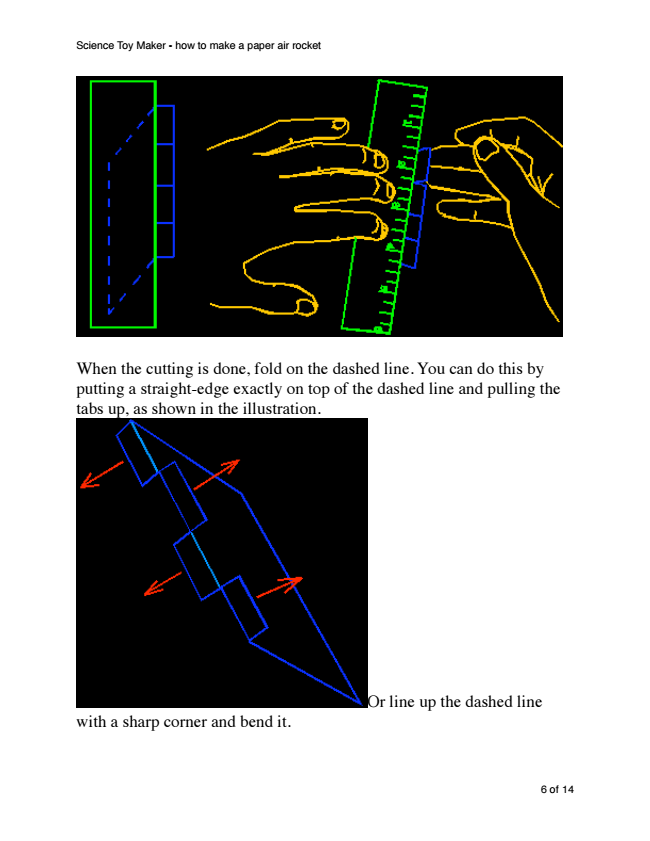 Science Toy Maker - how to make a paper air rocket
When the cutting is done, fold on the dashed line. You can do this by
putting a straight-edge exactly on top of the dashed line and pulling the
tabs up, as shown in the illustration.
Or line up the dashed line
with a sharp corner and bend it.
6 of 14